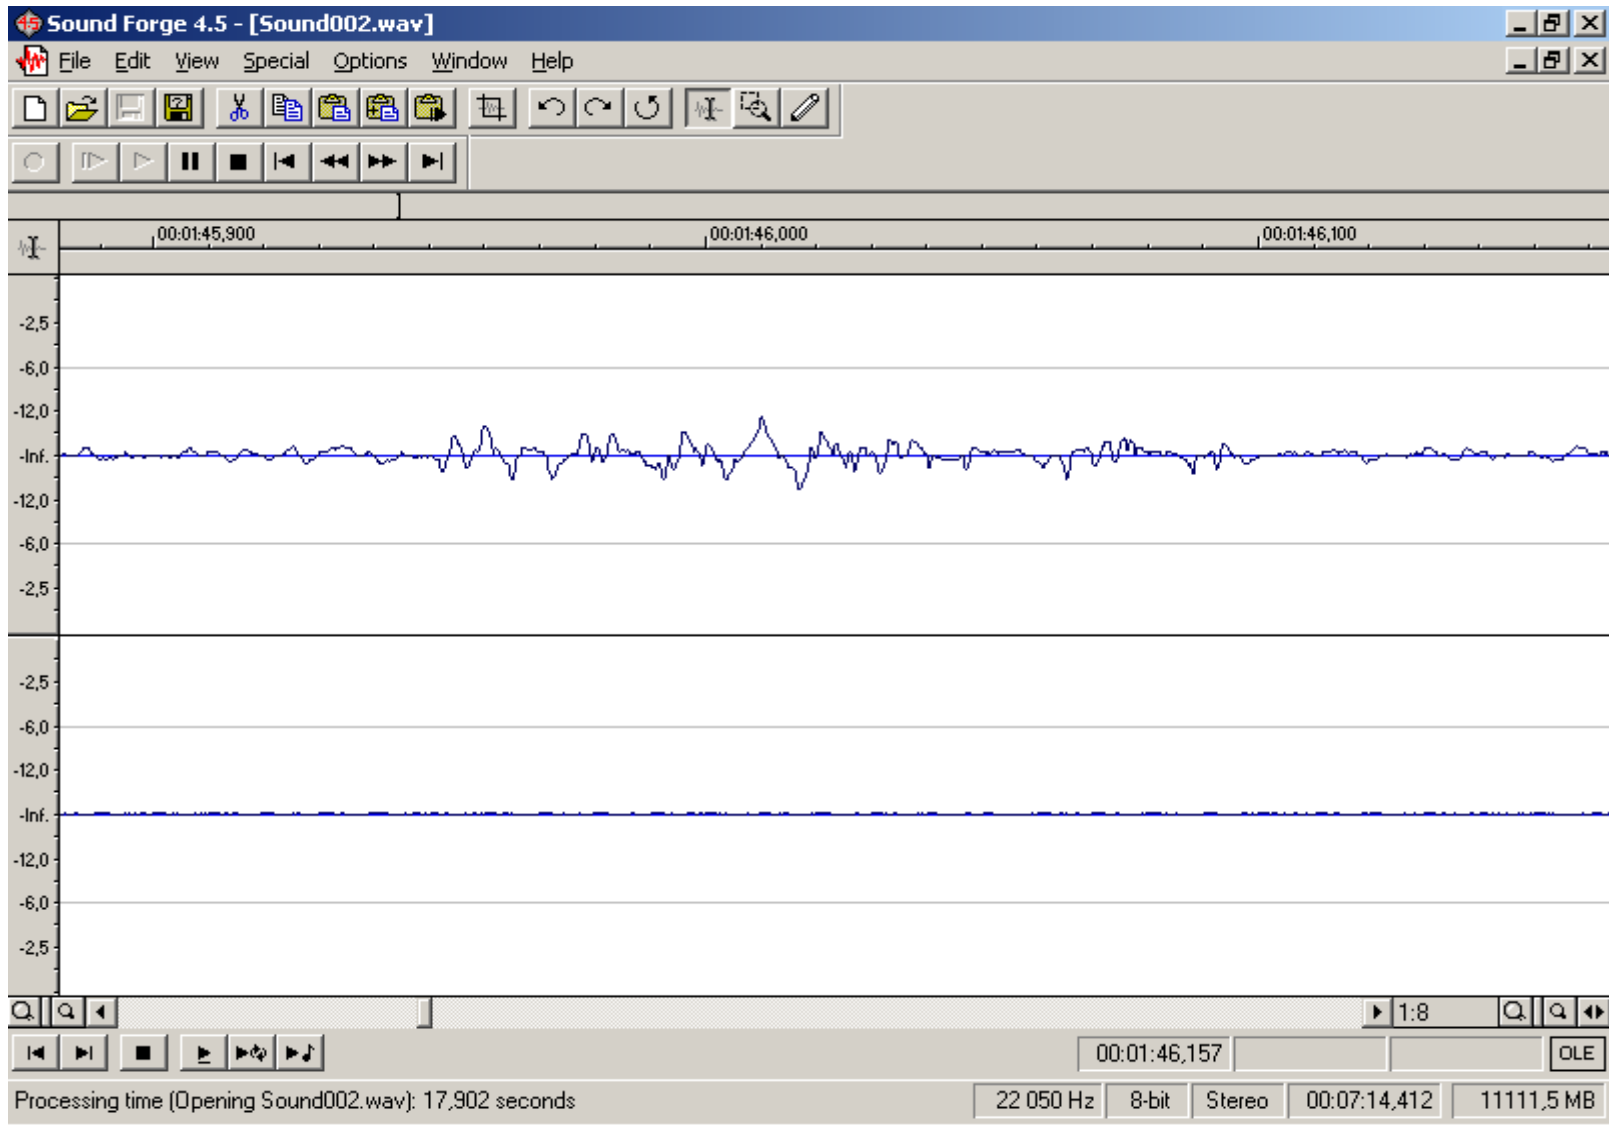 Sound Forge 4.5 - [Sound002.wav]
File Edit View Special Options Window Help
00:01:45,900 00:01:46,000 00:01:46,100
-2,5
-6,0
-12,0
-Inf.
-12,0
-6,0
-2,5
-2,5
-6,0
-12,0
-Inf.
-12,0
-6,0
-2,5
1:8
00:01:46,157 OLE
Processing time (Opening Sound002.wav): 17,902 seconds 22 050 Hz 8-bit Stereo 00:07:14,412 11111,5 MB